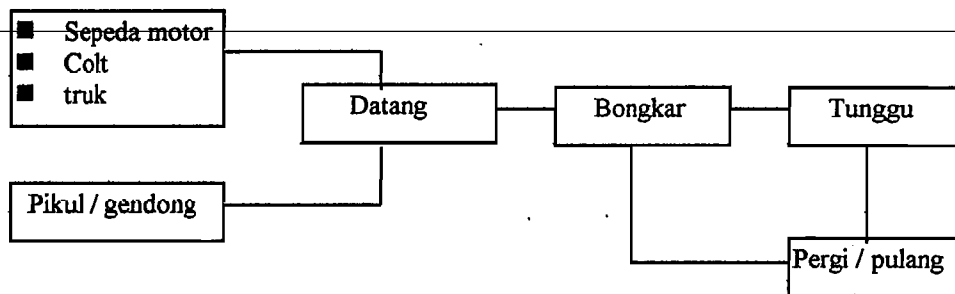 Sepeda motor
Colt
truk
Datang
Bongkar
Tunggu
Pikul / gendong
Pergi / pulang